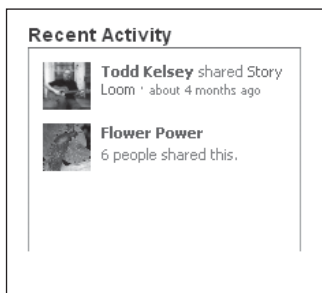 Recent Activity
Todd Kelsey shared Story
Loom · about 4 months ago
Flower Power
6 people shared this.